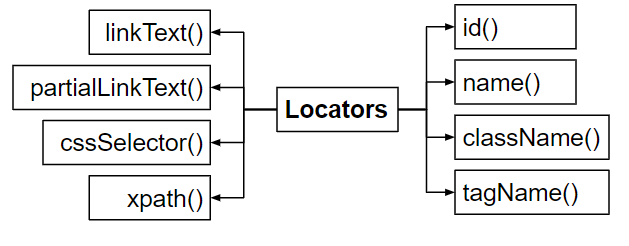 linkText()
partialLinkText()
cssSelector()
xpath()
Locators
id()
name()
className()
tagName()